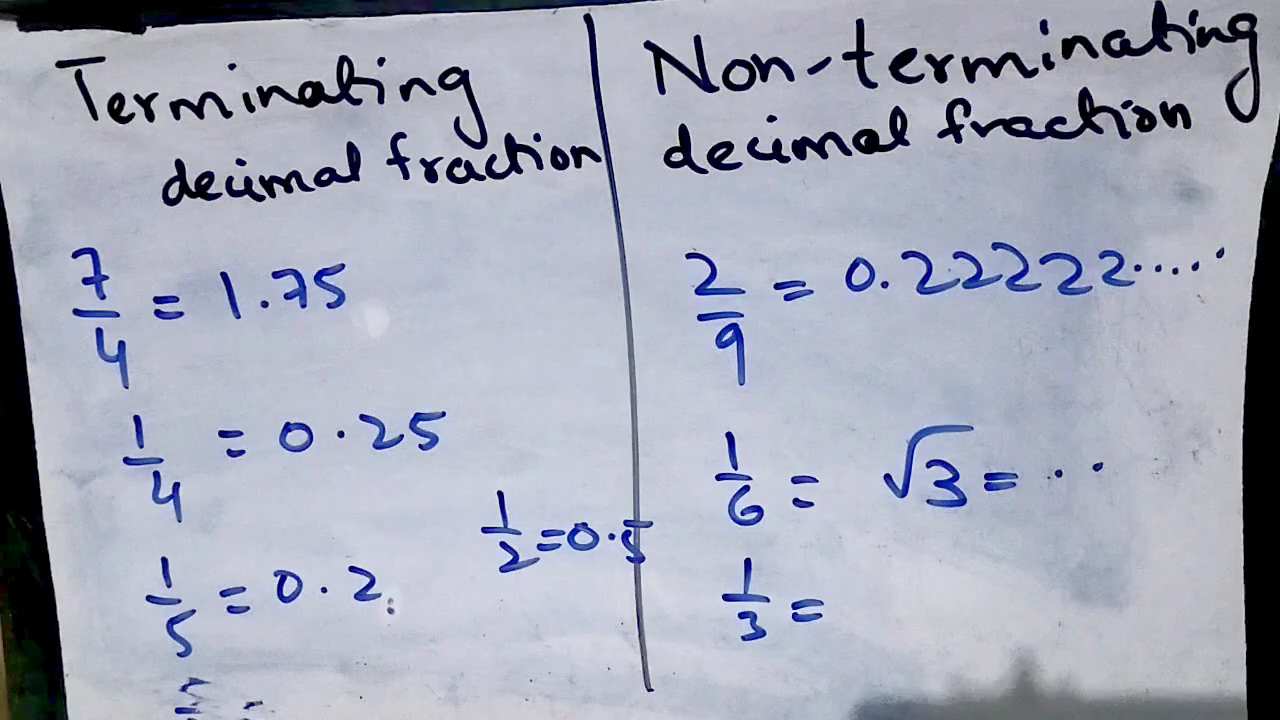 Terminating
decimal fraction
7/4 = 1.75
1/4 = 0.25
1/2 = 0.5
1/5 = 0.2
Non-terminating
decimal fraction
2/9 = 0.22222.....
1/6 = √3 = ..
1/3 =